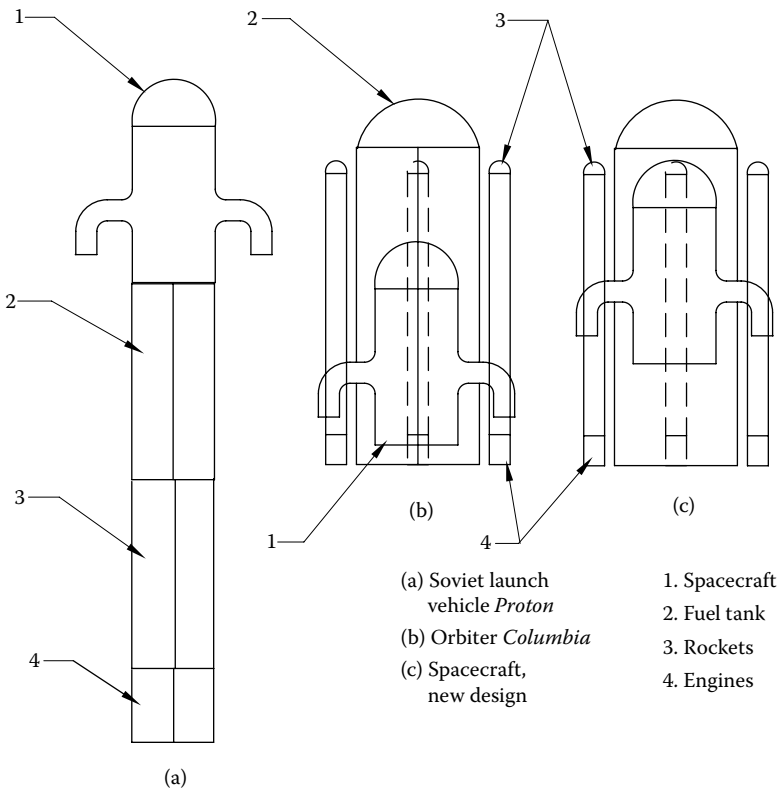 1
2
3
2
3
4
1
4
(b)
(c)
(a)
(a) Soviet launch
vehicle Proton
(b) Orbiter Columbia
(c) Spacecraft,
new design
1. Spacecraft
2. Fuel tank
3. Rockets
4. Engines